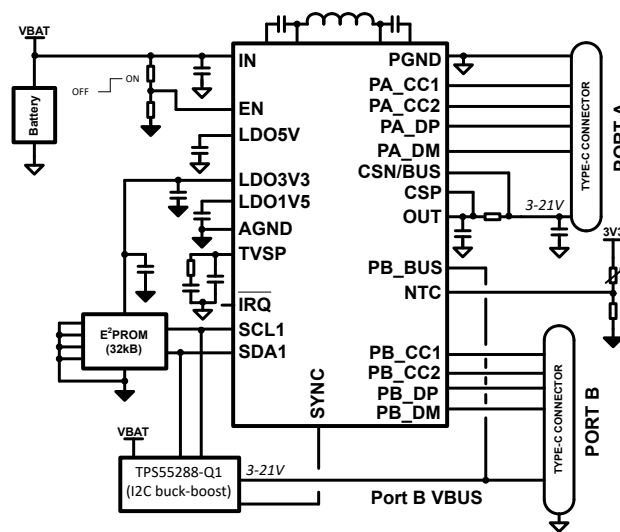 VBAT
Battery
OFF
ON
IN
EN
LDO5V
LDO3V3
LDO1V5
AGND
TVSP
IRQ
SCL1
SDA1
SYNC
PGND
PA_CC1
PA_CC2
PA_DP
PA_DM
CSN/BUS
CSP
OUT
PB_BUS
NTC
PB_CC1
PB_CC2
PB_DP
PB_DM
3-21V
TYPE-C CONNECTOR
PORT A
3V3
E²PROM
(32kB)
VBAT
TPS55288-Q1
(I2C buck-boost)
3-21V
Port B VBUS
TYPE-C CONNECTOR
PORT B